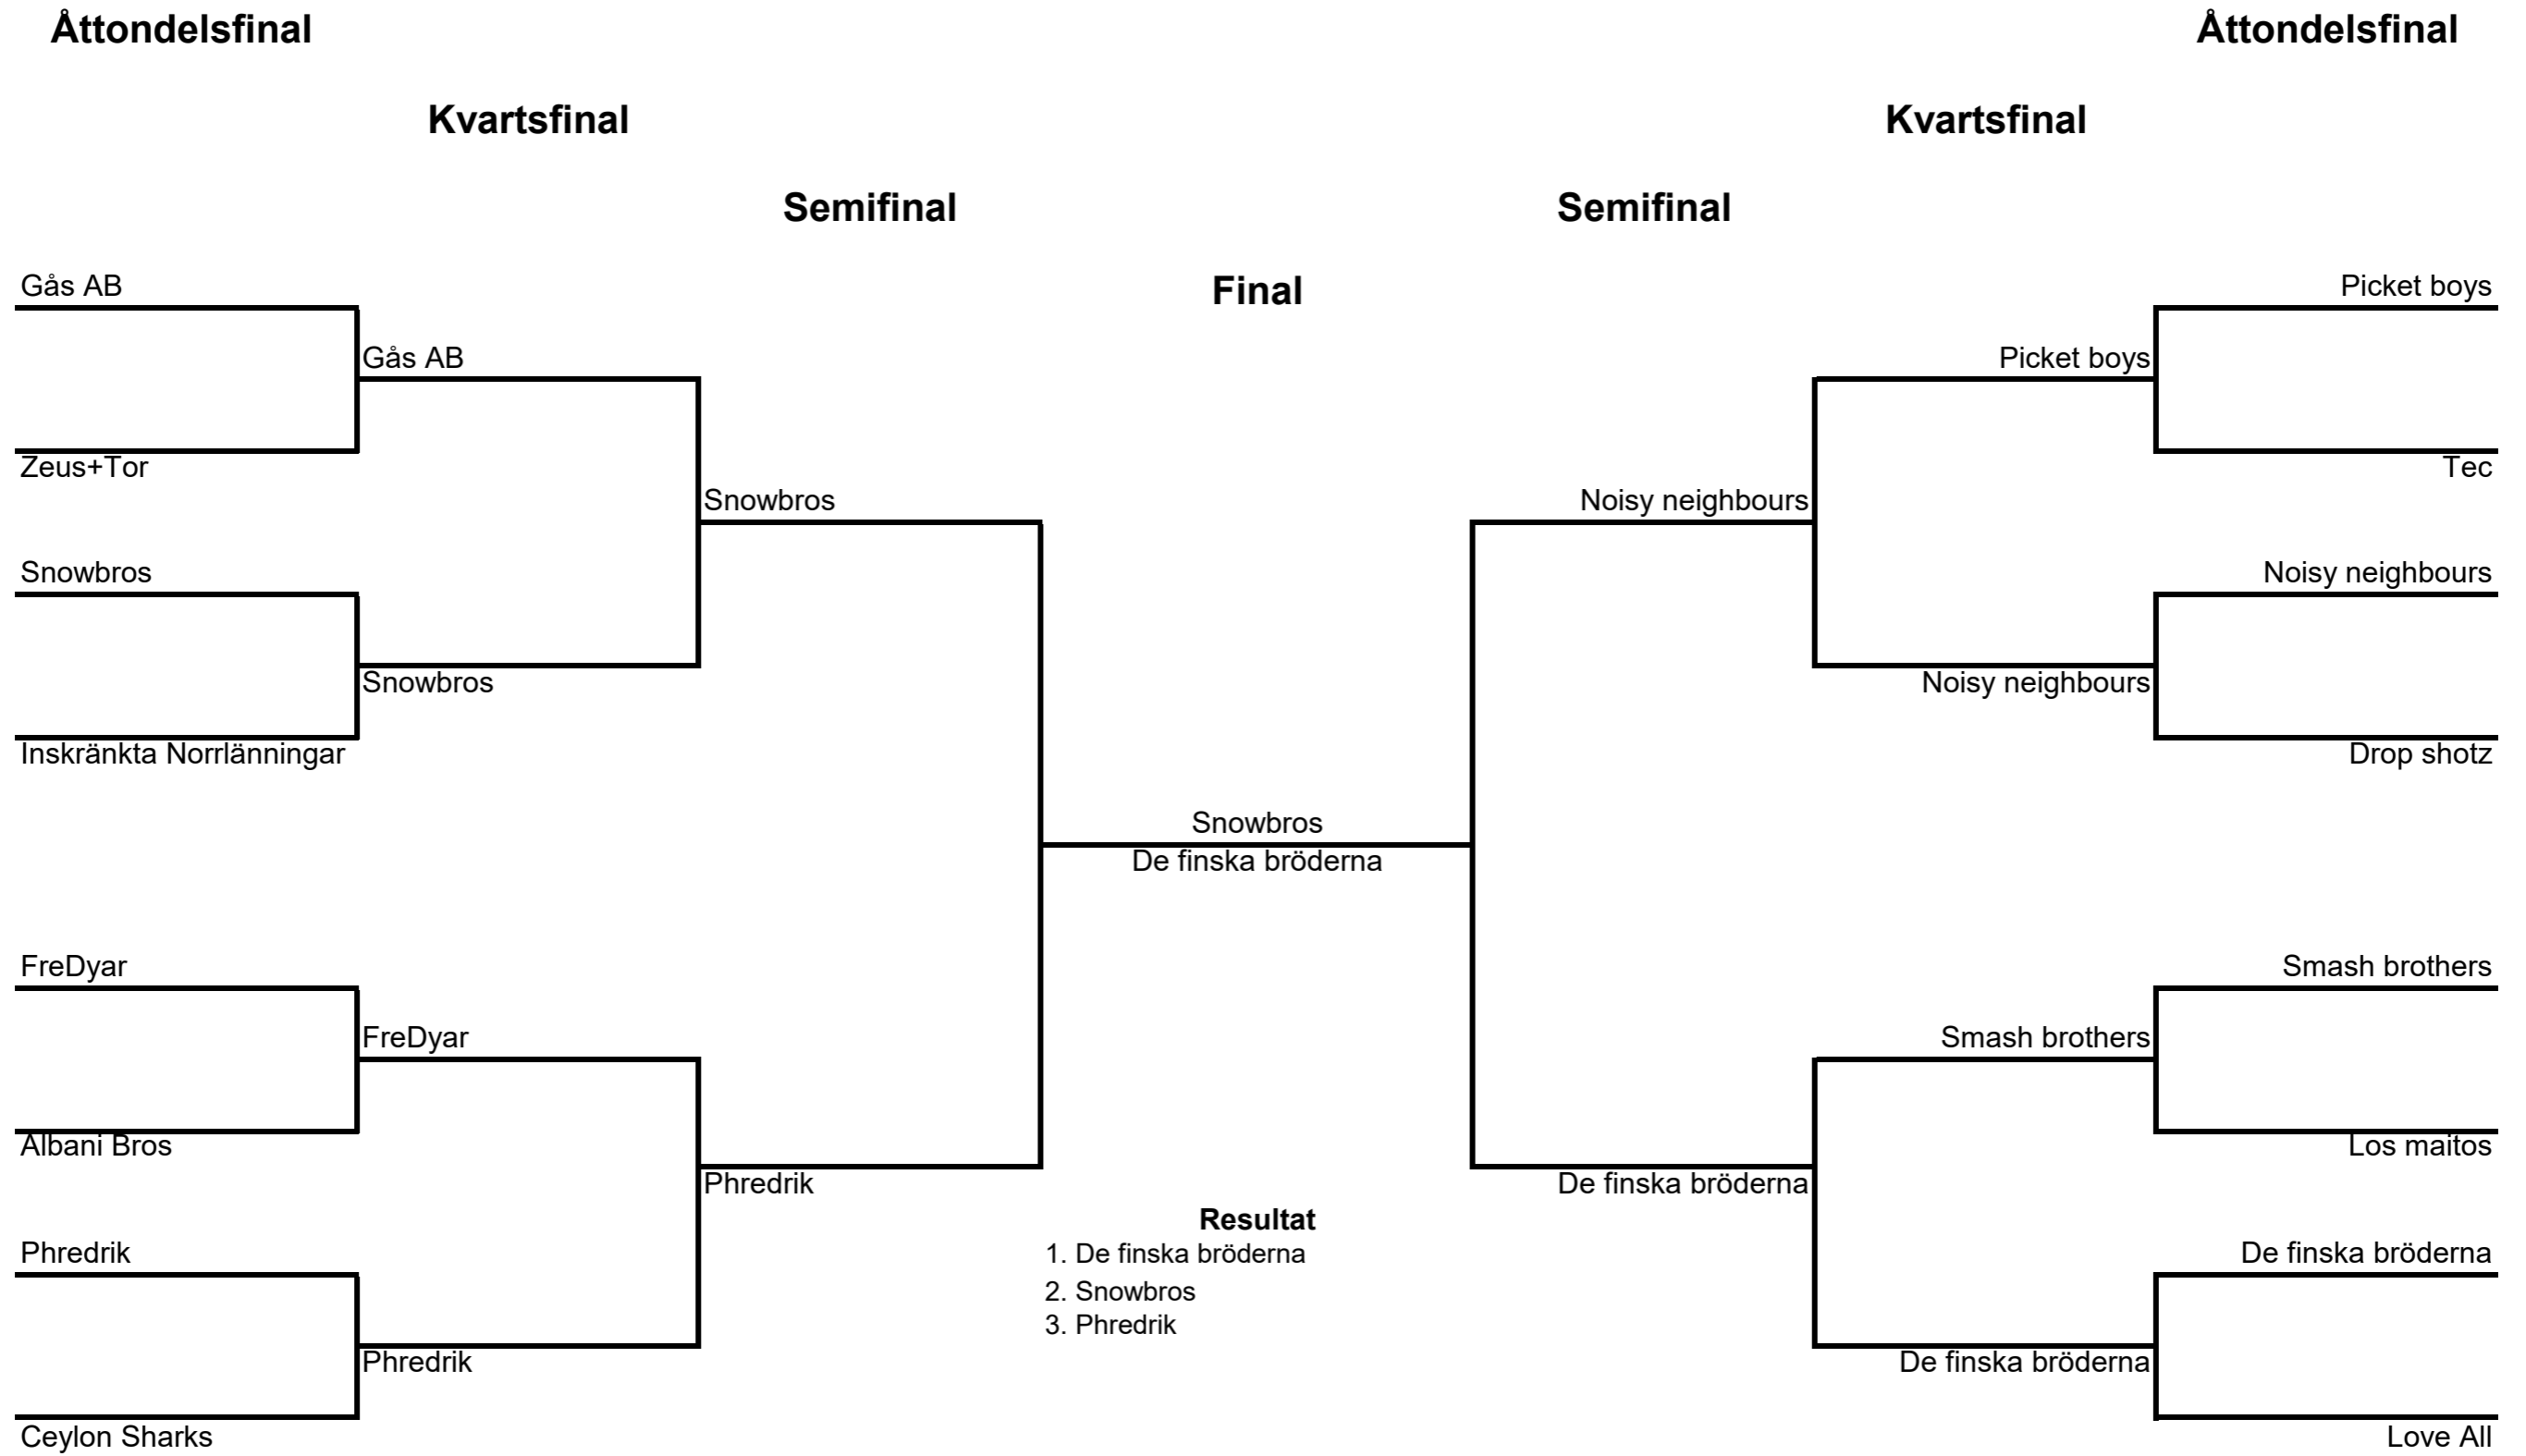 Åttondelsfinal
Åttondelsfinal
Kvartsfinal
Kvartsfinal
Semifinal
Semifinal
Final
Gås AB
Picket boys
Gås AB
Picket boys
Zeus+Tor
Tec
Snowbros
Noisy neighbours
Snowbros
Noisy neighbours
Snowbros
Noisy neighbours
Inskränkta Norrlänningar
Drop shotz
Snowbros
De finska bröderna
FreDyar
Smash brothers
FreDyar
Smash brothers
Albani Bros
Los maitos
Phredrik
De finska bröderna
Resultat
1. De finska bröderna
2. Snowbros
3. Phredrik
Phredrik
De finska bröderna
Phredrik
De finska bröderna
Ceylon Sharks
Love All